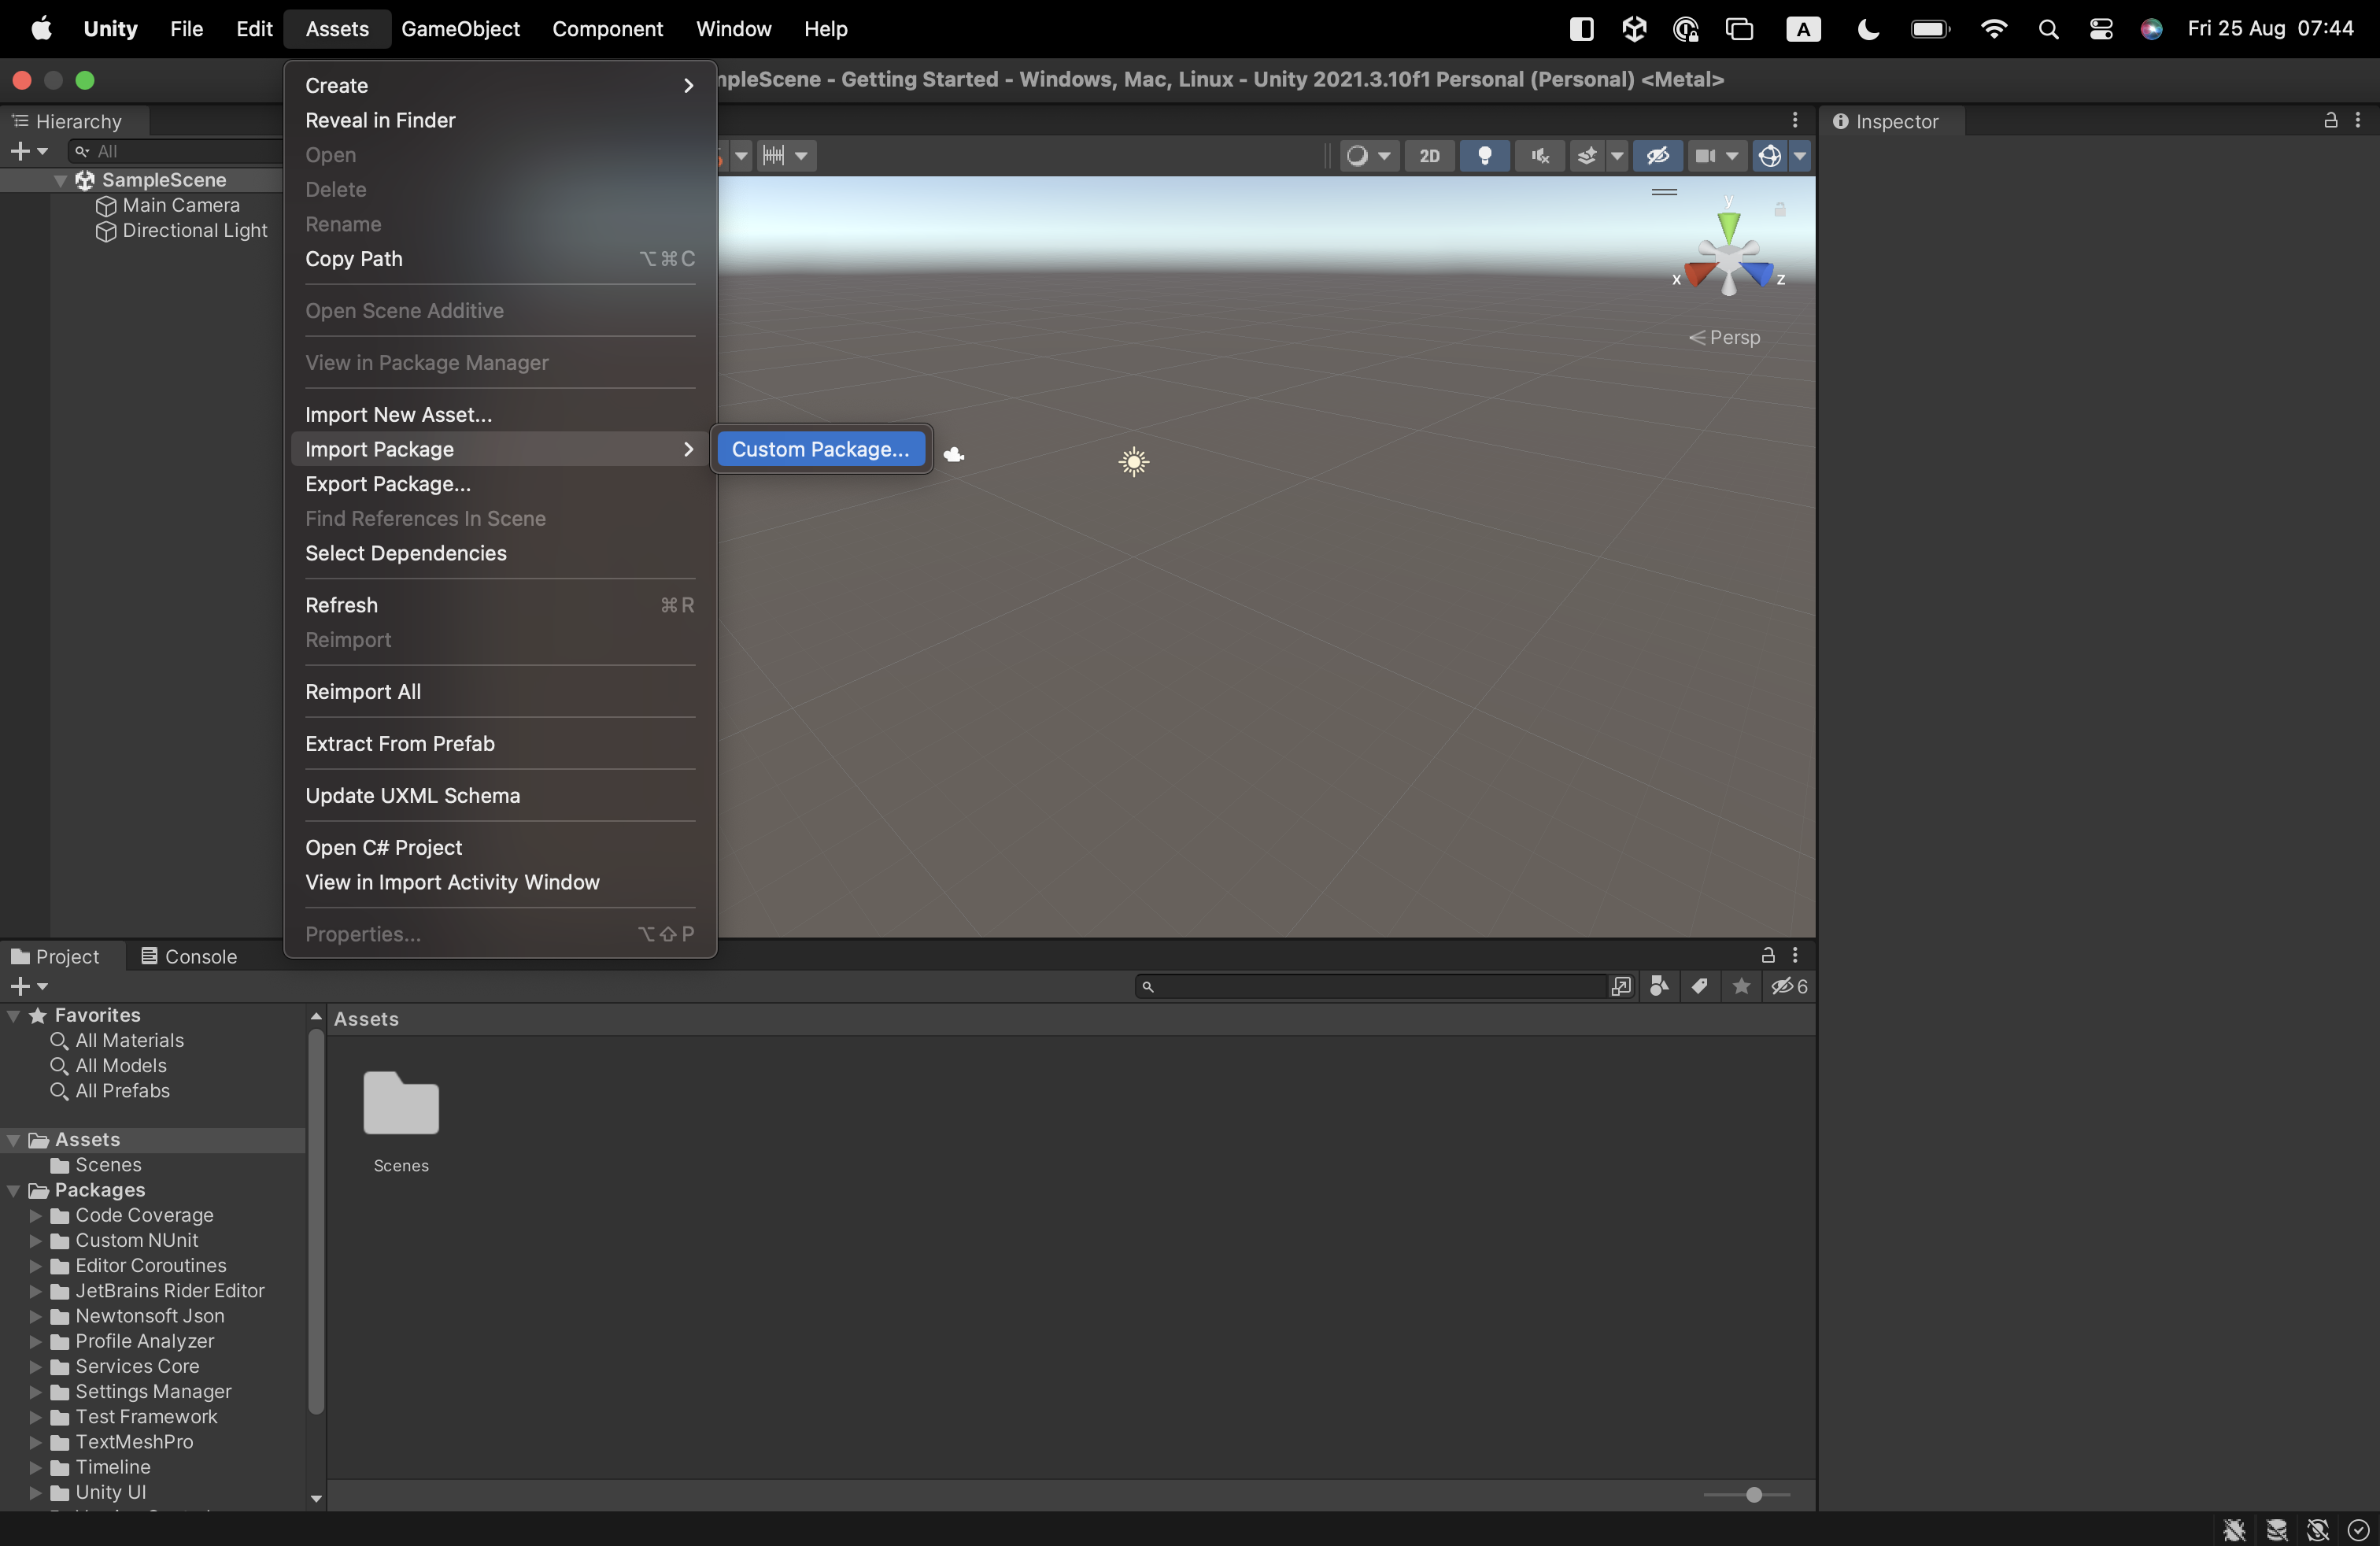 Unity File Edit Assets GameObject Component Window Help A Fri 25 Aug 07:44
mpleScene - Getting Started - Windows, Mac, Linux - Unity 2021.3.10f1 Personal (Personal) <Metal>
Create
Reveal in Finder
Open
Delete
Rename
Copy Path ⌥⌘C
Open Scene Additive
View in Package Manager
Import New Asset...
Import Package
Custom Package...
Export Package...
Find References In Scene
Select Dependencies
Refresh ⌘R
Reimport
Reimport All
Extract From Prefab
Update UXML Schema
Open C# Project
View in Import Activity Window
Properties... ⌥⇧P
Hierarchy
All
SampleScene
Main Camera
Directional Light
2D
y
x
z
Persp
Inspector
Project Console
6
Favorites
All Materials
All Models
All Prefabs
Assets
Scenes
Packages
Code Coverage
Custom NUnit
Editor Coroutines
JetBrains Rider Editor
Newtonsoft Json
Profile Analyzer
Services Core
Settings Manager
Test Framework
TextMeshPro
Timeline
Unity UI
Assets
Scenes